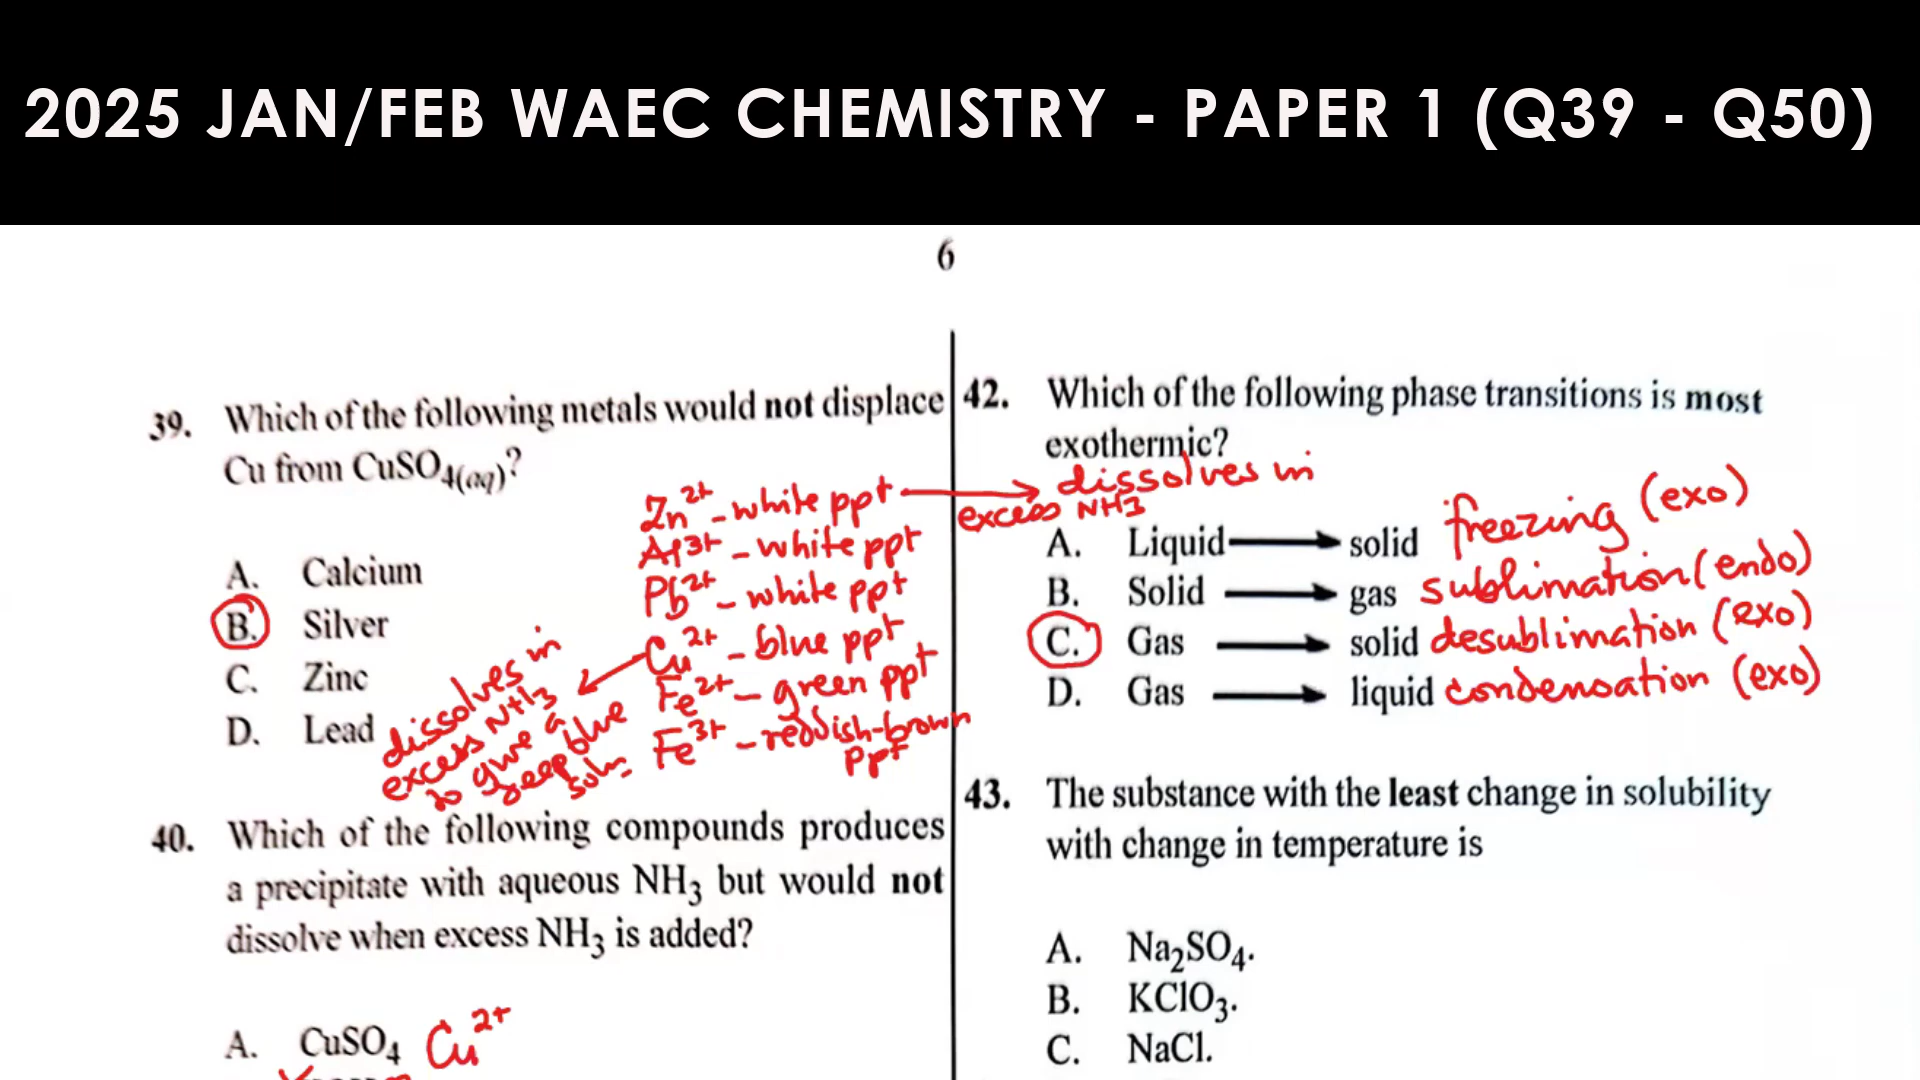 2025 JAN/FEB WAEC CHEMISTRY - PAPER 1 (Q39 - Q50)
6
39. Which of the following metals would not displace
Cu from CuSO4(aq)?
A. Calcium
B. Silver
C. Zinc
D. Lead
Zn2+ - white ppt → dissolves in
excess NH3
Al3+ - white ppt
Pb2+ - white ppt
Cu2+ - blue ppt
Fe2+ - green ppt
Fe3+ - reddish-brown
ppt
dissolves in
excess NH3
to give a
deep blue
soln
40. Which of the following compounds produces
a precipitate with aqueous NH3 but would not
dissolve when excess NH3 is added?
A. CuSO4 Cu2+
42. Which of the following phase transitions is most
exothermic?
A. Liquid → solid freezing (exo)
B. Solid → gas sublimation (endo)
C. Gas → solid desublimation (exo)
D. Gas → liquid condensation (exo)
43. The substance with the least change in solubility
with change in temperature is
A. Na2SO4.
B. KClO3.
C. NaCl.